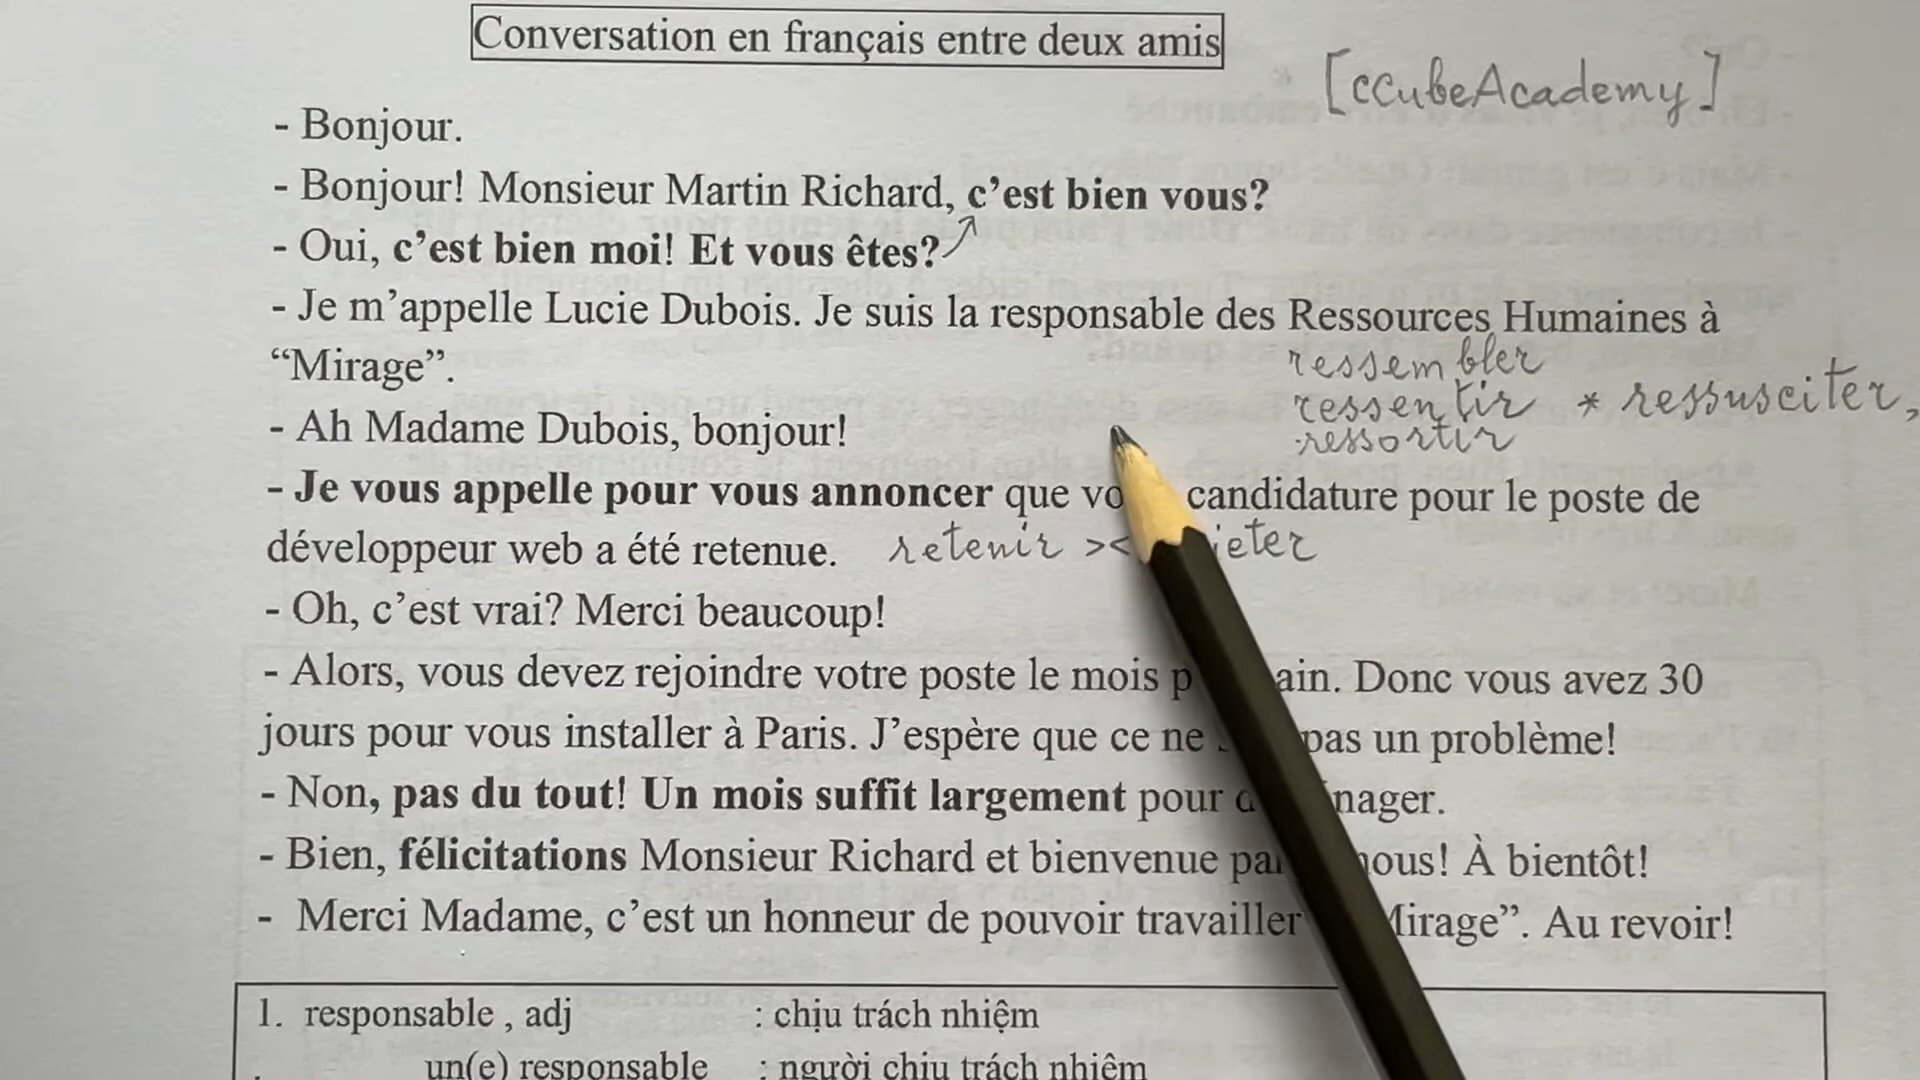 Conversation en français entre deux amis
[ccubeAcademy]
- Bonjour.
- Bonjour! Monsieur Martin Richard, c’est bien vous?
- Oui, c’est bien moi! Et vous êtes?
- Je m’appelle Lucie Dubois. Je suis la responsable des Ressources Humaines à
“Mirage”.
ressembler
ressentir * ressusciter,
ressortir
- Ah Madame Dubois, bonjour!
- Je vous appelle pour vous annoncer que candidature pour le poste de
développeur web a été retenue.
retenir ><
- Oh, c’est vrai? Merci beaucoup!
- Alors, vous devez rejoindre votre poste le mois Donc vous avez 30
jours pour vous installer à Paris. J’espère que ce ne pas un problème!
- Non, pas du tout! Un mois suffit largement pour
- Bien, félicitations Monsieur Richard et bienvenue nous! À bientôt!
- Merci Madame, c’est un honneur de pouvoir travailler Au revoir!
1. responsable , adj : chịu trách nhiệm
un(e) responsable : người chịu trách nhiệm